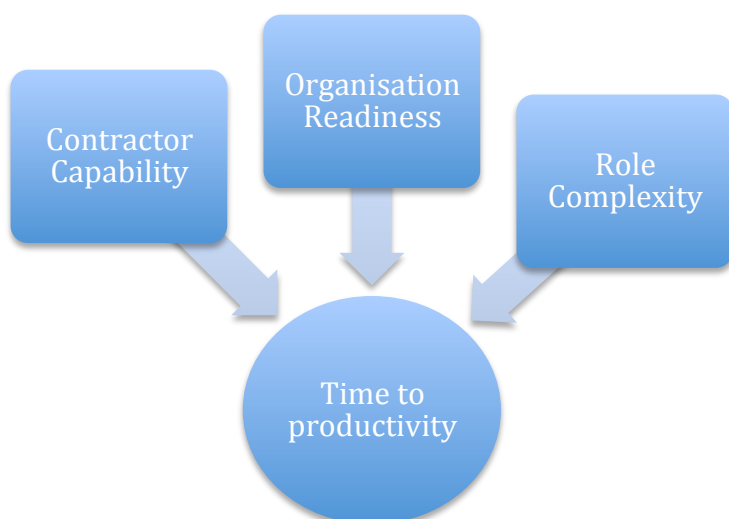 Contractor
Capability
Organisation
Readiness
Role
Complexity
Time to
productivity